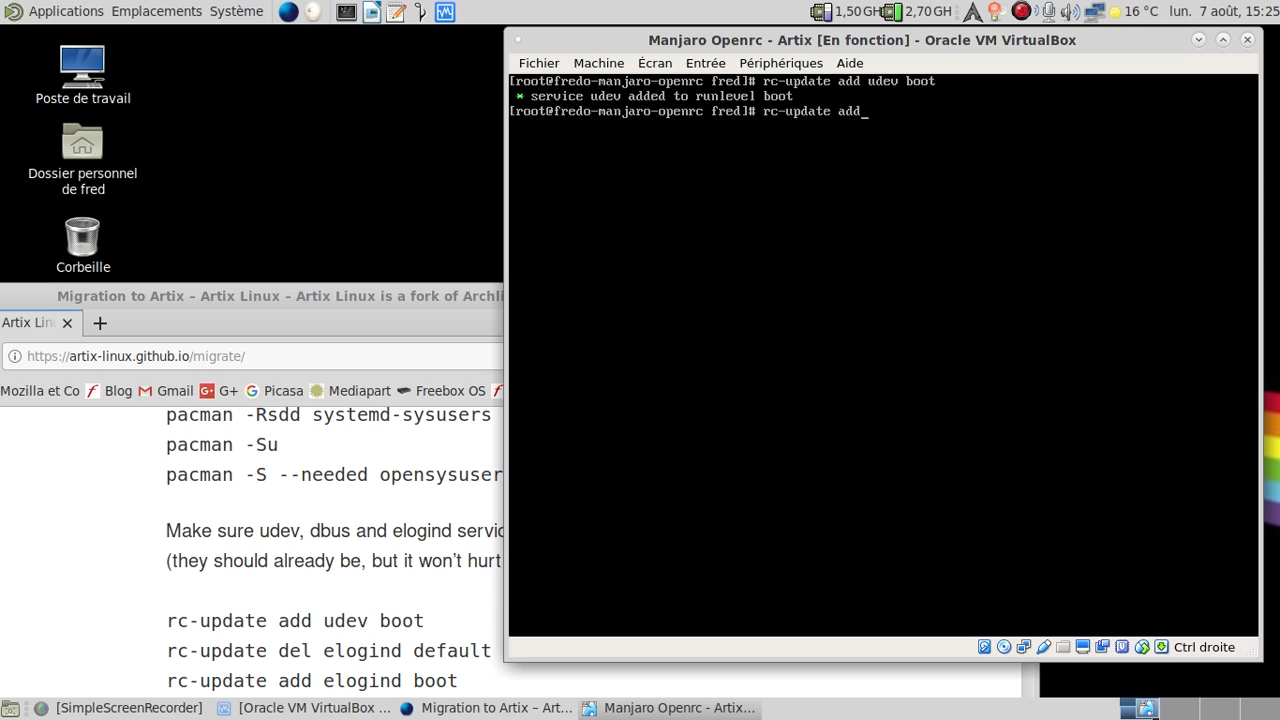 Applications Emplacements Système
1,50 GH 2,70 GH 16 °C lun. 7 août, 15:25
Poste de travail
Dossier personnel
de fred
Corbeille
Manjaro Openrc - Artix [En fonction] - Oracle VM VirtualBox
Fichier Machine Écran Entrée Périphériques Aide
[root@fredo-manjaro-openrc fred]# rc-update add udev boot
* service udev added to runlevel boot
[root@fredo-manjaro-openrc fred]# rc-update add_
Ctrl droite
Migration to Artix – Artix Linux – Artix Linux is a fork of Archli
Artix Lin
https://artix-linux.github.io/migrate/
Mozilla et Co Blog Gmail G+ Picasa Mediapart Freebox OS
pacman -Rsdd systemd-sysusers
pacman -Su
pacman -S --needed opensysuser
Make sure udev, dbus and elogind servic
(they should already be, but it won't hurt
rc-update add udev boot
rc-update del elogind default
rc-update add elogind boot
[SimpleScreenRecorder] [Oracle VM VirtualBox ... Migration to Artix – Art... Manjaro Openrc - Artix...